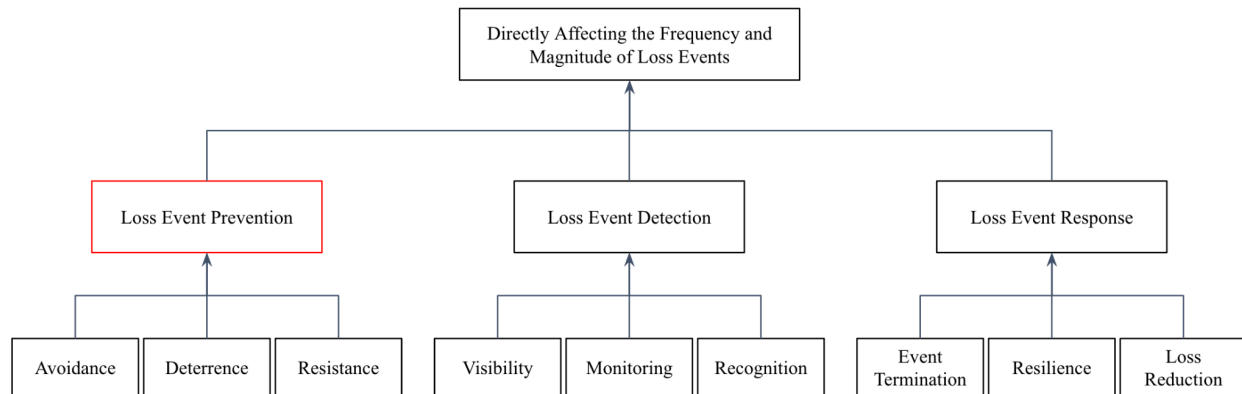 Directly Affecting the Frequency and
Magnitude of Loss Events
Loss Event Prevention
Loss Event Detection
Loss Event Response
Avoidance
Deterrence
Resistance
Visibility
Monitoring
Recognition
Event
Termination
Resilience
Loss
Reduction